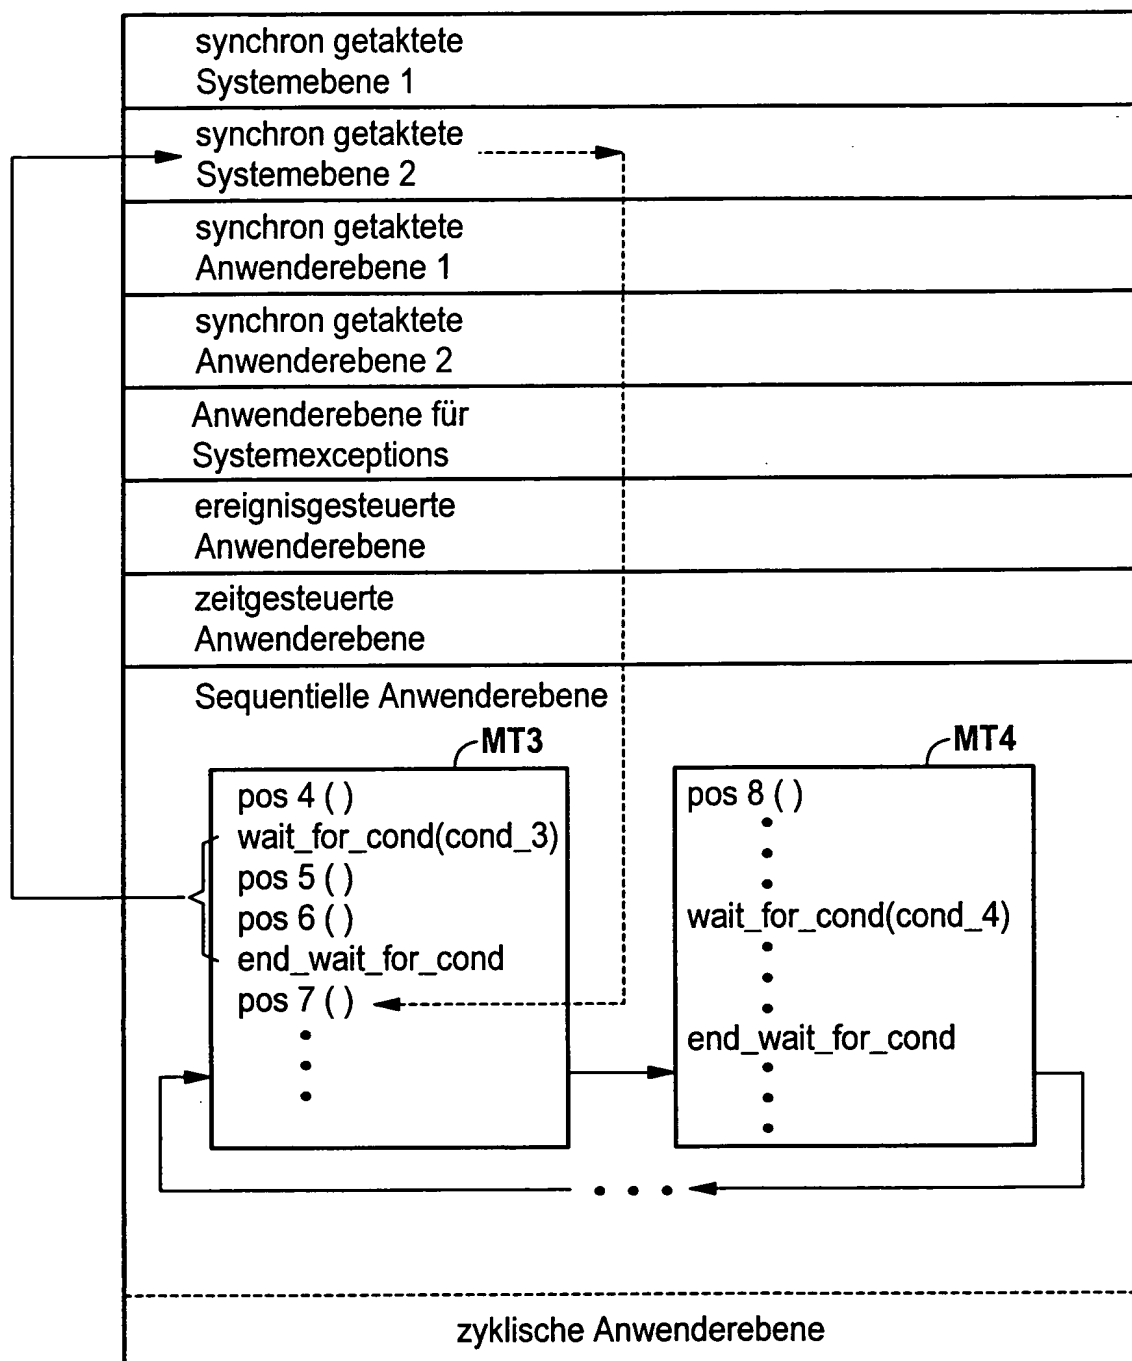 synchron getaktete
Systemebene 1
synchron getaktete
Systemebene 2
synchron getaktete
Anwenderebene 1
synchron getaktete
Anwenderebene 2
Anwenderebene für
Systemexceptions
ereignisgesteuerte
Anwenderebene
zeitgesteuerte
Anwenderebene
Sequentielle Anwenderebene
MT3
pos 4 ( )
wait_for_cond(cond_3)
pos 5 ( )
pos 6 ( )
end_wait_for_cond
pos 7 ( )
MT4
pos 8 ( )
wait_for_cond(cond_4)
end_wait_for_cond
zyklische Anwenderebene